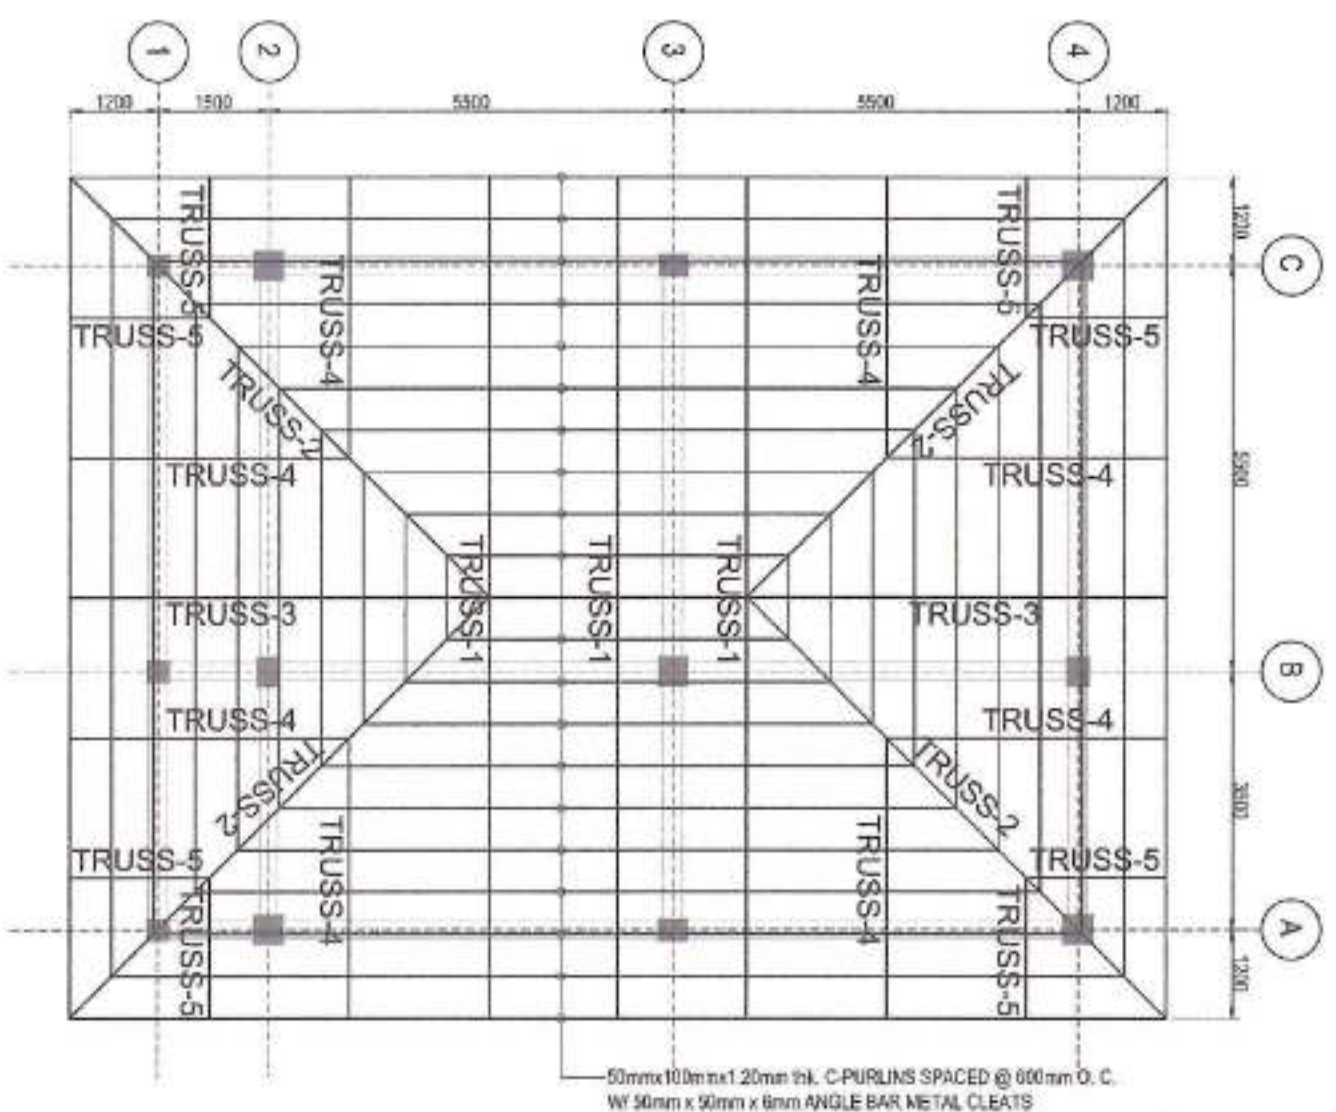 1
2
3
4
1200
1500
5500
5500
1200
TRUSS-5
TRUSS-5
1200
C
TRUSS-4
TRUSS-4
TRUSS-5
TRUSS-5
TRUSS-2
TRUSS-2
TRUSS-4
TRUSS-4
5500
TRUSS-1
TRUSS-1
TRUSS-1
TRUSS-3
TRUSS-3
B
TRUSS-4
TRUSS-4
TRUSS-2
TRUSS-2
3500
TRUSS-4
TRUSS-4
TRUSS-5
TRUSS-5
TRUSS-5
TRUSS-5
A
1200
50mmx100mmx1.20mm thk. C-PURLINS SPACED @ 600mm O. C.
W/ 50mm x 50mm x 6mm ANGLE BAR METAL CLEATS